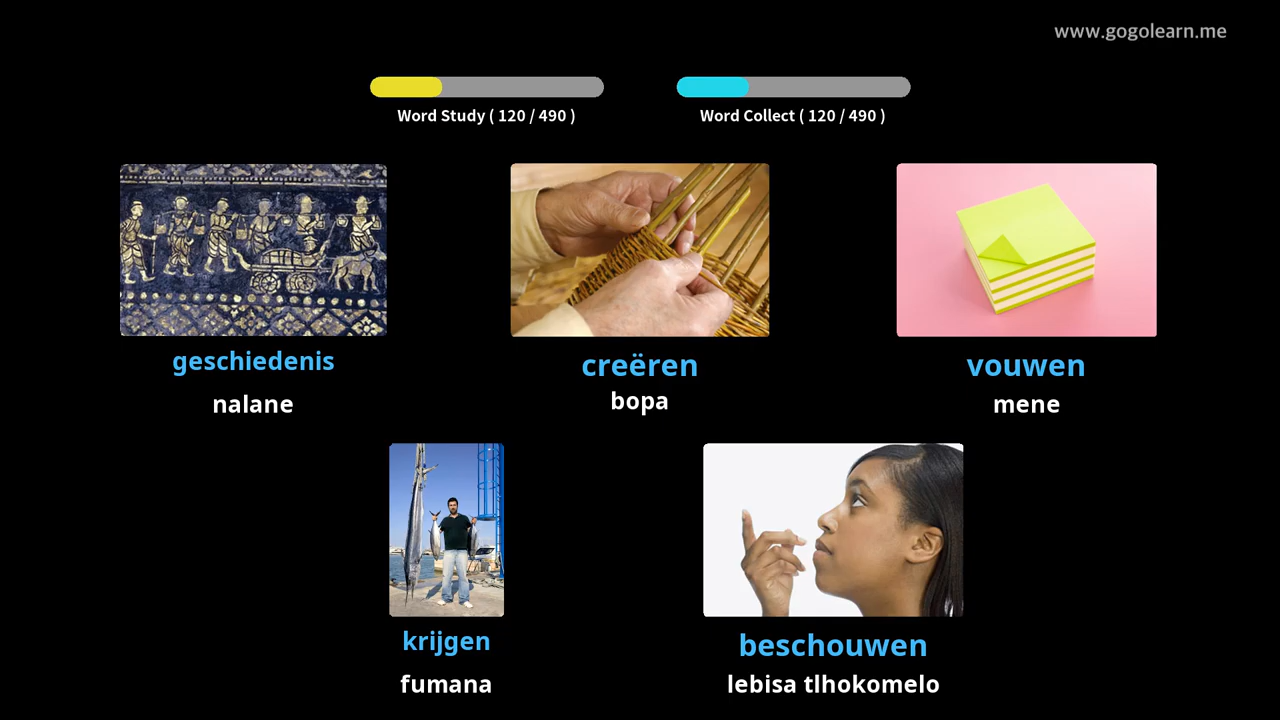 www.gogolearn.me
Word Study ( 120 / 490 )
Word Collect ( 120 / 490 )
geschiedenis
nalane
creëren
bopa
vouwen
mene
krijgen
fumana
beschouwen
lebisa tlhokomelo